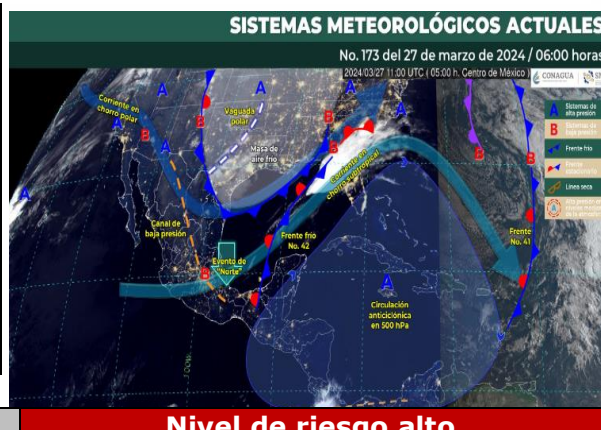 SISTEMAS METEOROLÓGICOS ACTUALES
No. 173 del 27 de marzo de 2024 / 06:00 horas
2024/03/27 11:00 UTC ( 05:00 h. Centro de México )
CONAGUA
A
A
A
A
A
A
A
B
B
B
B
B
B
B
A
Corriente en
chorro polar
Vaguada
polar
Masa de
aire frío
Corriente en
chorro subtropical
Canal de
baja presión
Evento de
"Norte"
Frente frío
No. 42
Frente
No. 41
Circulación
anticiclónica
en 500 hPa
A
Sistemas de
alta presión
B
Sistemas de
baja presión
Frente frío
Frente
estacionario
Línea seca
A
Nivel de riesgo alto